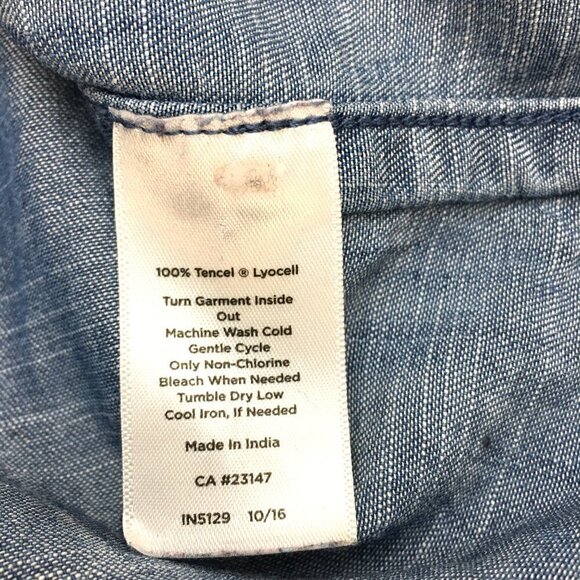 100% Tencel ® Lyocell
Turn Garment Inside
Out
Machine Wash Cold
Gentle Cycle
Only Non-Chlorine
Bleach When Needed
Tumble Dry Low
Cool Iron, If Needed
Made In India
CA #23147
IN5129 10/16